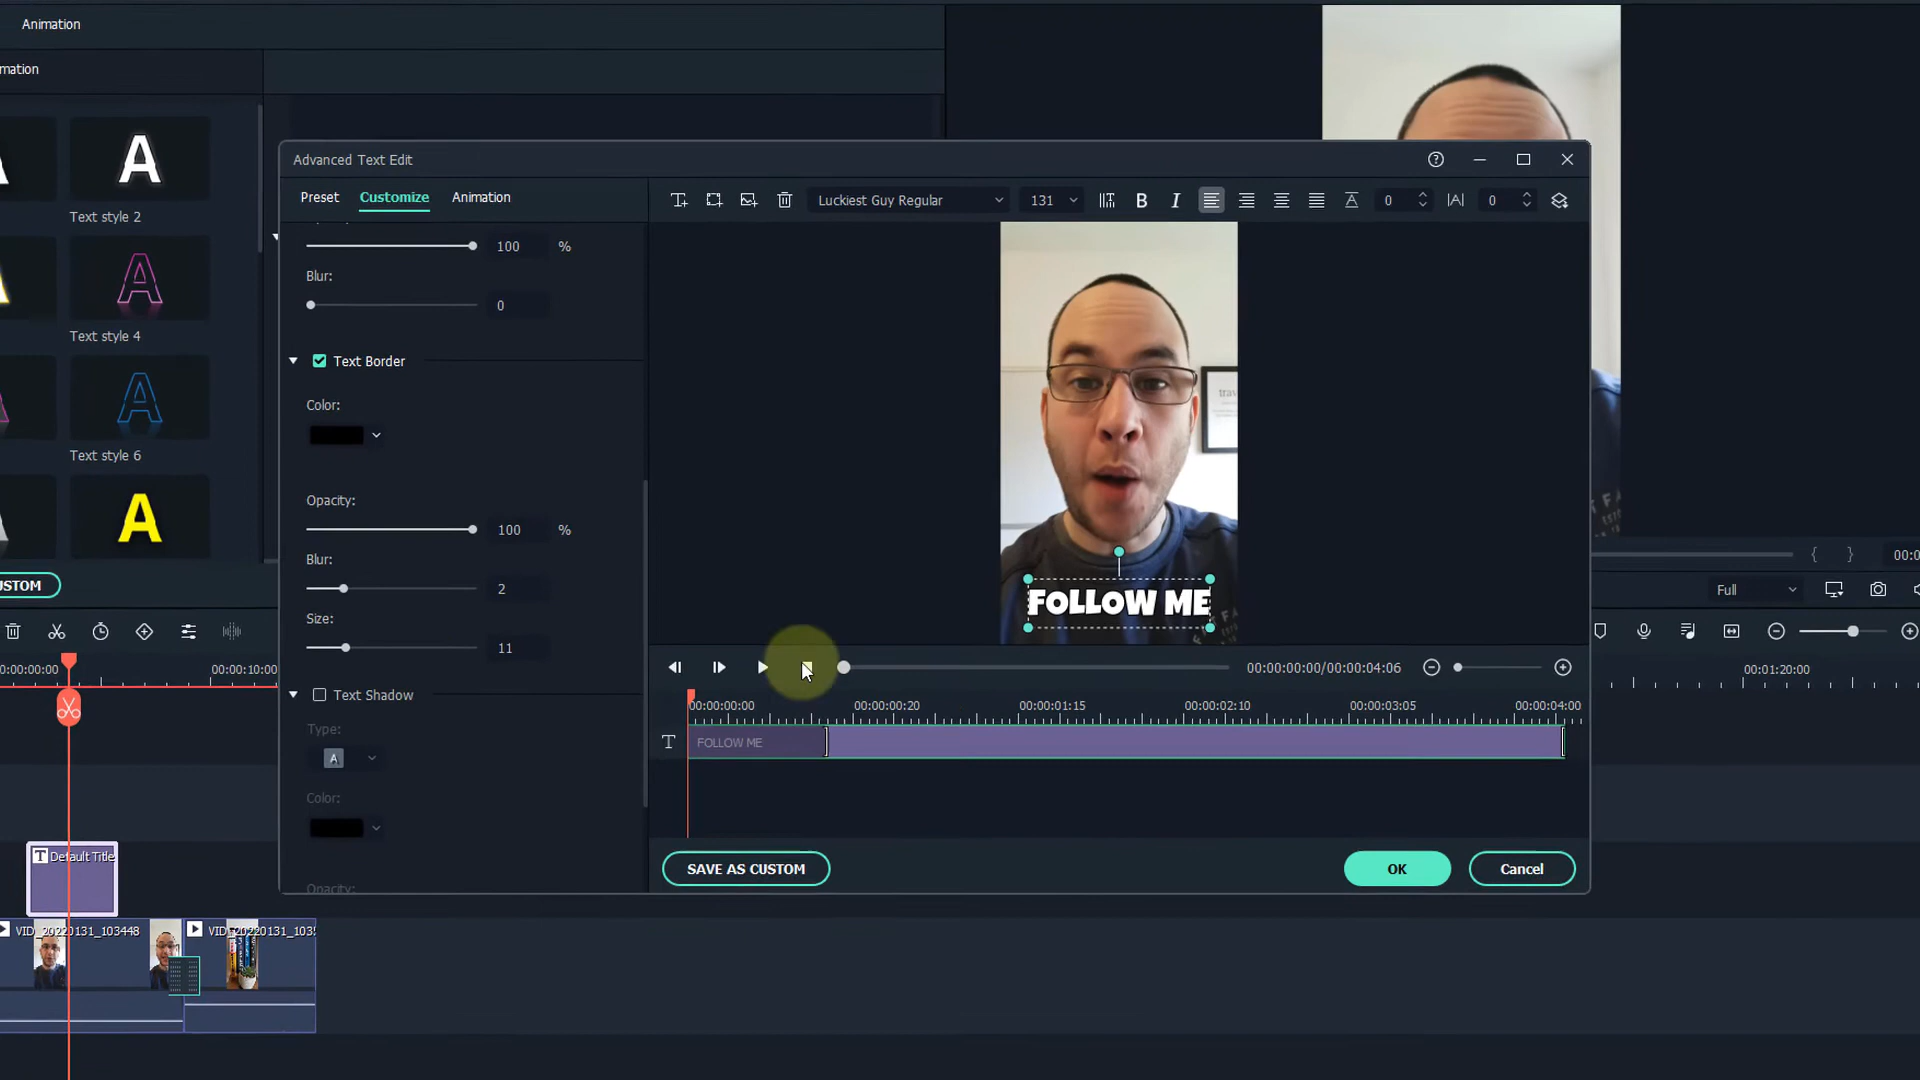 Animation
mation
Text style 2
Text style 4
Text style 6
USTOM
Advanced Text Edit
Preset
Customize
Animation
Luckiest Guy Regular
131
B
I
0
0
100
%
Blur:
0
Text Border
Color:
Opacity:
100
%
Blur:
2
Size:
11
Text Shadow
Type:
A
Color:
Opacity:
FOLLOW ME
00:00:00:00/00:00:04:06
00:00:00:00
00:00:00:20
00:00:01:15
00:00:02:10
00:00:03:05
00:00:04:00
T
FOLLOW ME
SAVE AS CUSTOM
OK
Cancel
Full
00:0
00:00:00:00
00:00:10:00
00:01:20:00
T Default Title
VID_20220131_103448
VID_20220131_103